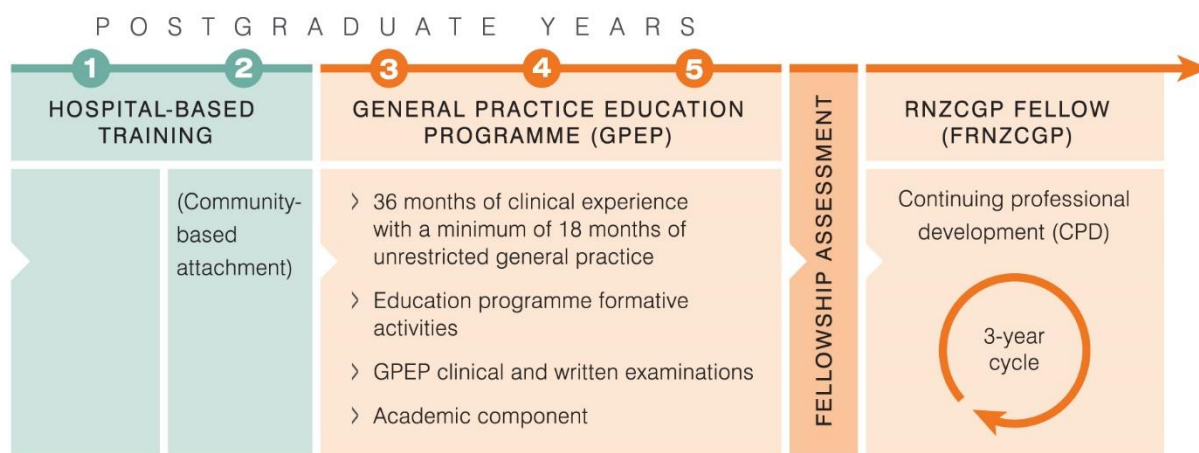 POSTGRADUATE YEARS
1 2 3 4 5
HOSPITAL-BASED
TRAINING
(Community-
based
attachment)
GENERAL PRACTICE EDUCATION
PROGRAMME (GPEP)
> 36 months of clinical experience
with a minimum of 18 months of
unrestricted general practice
> Education programme formative
activities
> GPEP clinical and written examinations
> Academic component
FELLOWSHIP ASSESSMENT
RNZCGP FELLOW
(FRNZCGP)
Continuing professional
development (CPD)
3-year
cycle